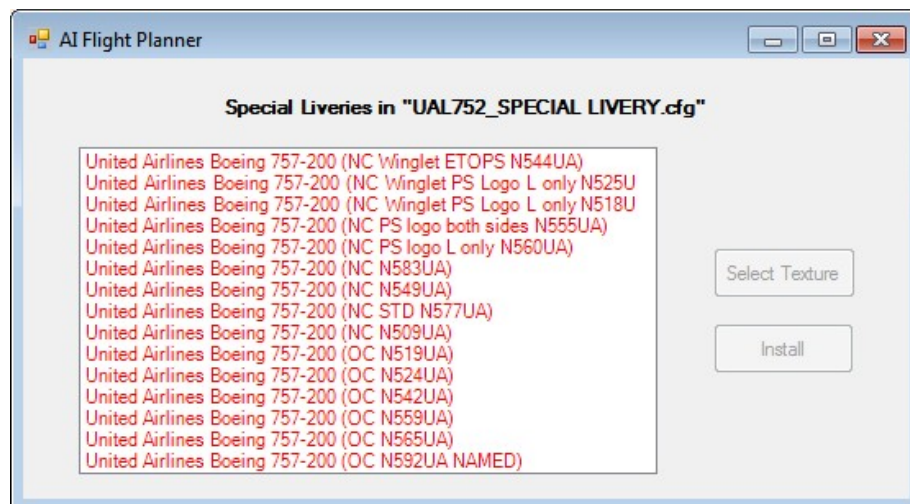 AI Flight Planner
Special Liveries in "UAL752_SPECIAL LIVERY.cfg"
United Airlines Boeing 757-200 (NC Winglet ETOPS N544UA)
United Airlines Boeing 757-200 (NC Winglet PS Logo L only N525U
United Airlines Boeing 757-200 (NC Winglet PS Logo L only N518U
United Airlines Boeing 757-200 (NC PS logo both sides N555UA)
United Airlines Boeing 757-200 (NC PS logo L only N560UA)
United Airlines Boeing 757-200 (NC N583UA)
United Airlines Boeing 757-200 (NC N549UA)
United Airlines Boeing 757-200 (NC STD N577UA)
United Airlines Boeing 757-200 (NC N509UA)
United Airlines Boeing 757-200 (OC N519UA)
United Airlines Boeing 757-200 (OC N524UA)
United Airlines Boeing 757-200 (OC N542UA)
United Airlines Boeing 757-200 (OC N559UA)
United Airlines Boeing 757-200 (OC N565UA)
United Airlines Boeing 757-200 (OC N592UA NAMED)
Select Texture
Install